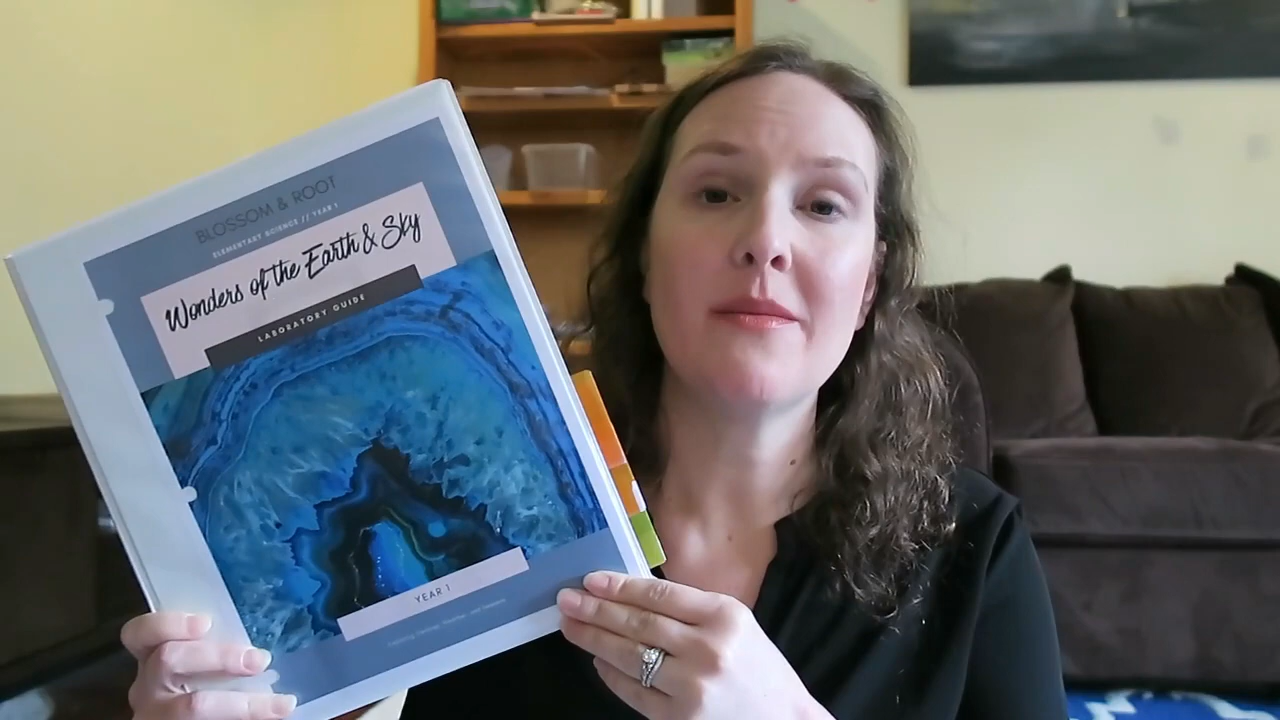 BLOSSOM & ROOT
ELEMENTARY SCIENCE // YEAR 1
Wonders of the Earth & Sky
LABORATORY GUIDE
YEAR 1